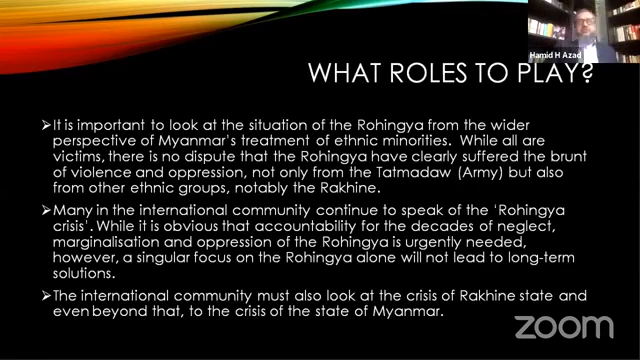 Hamid H Azad
WHAT ROLES TO PLAY?
➢It is important to look at the situation of the Rohingya from the wider
perspective of Myanmar's treatment of ethnic minorities. While all are
victims, there is no dispute that the Rohingya have clearly suffered the brunt
of violence and oppression, not only from the Tatmadaw (Army) but also
from other ethnic groups, notably the Rakhine.
➢Many in the international community continue to speak of the 'Rohingya
crisis'. While it is obvious that accountability for the decades of neglect,
marginalisation and oppression of the Rohingya is urgently needed,
however, a singular focus on the Rohingya alone will not lead to long-term
solutions.
➢The international community must also look at the crisis of Rakhine state and
even beyond that, to the crisis of the state of Myanmar.
zoom